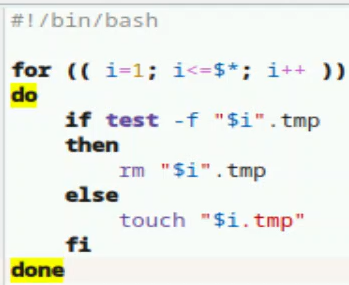 #!/bin/bash
for (( i=1; i<=$*; i++ ))
do
if test -f "$i".tmp
then
rm "$i".tmp
else
touch "$i.tmp"
fi
done